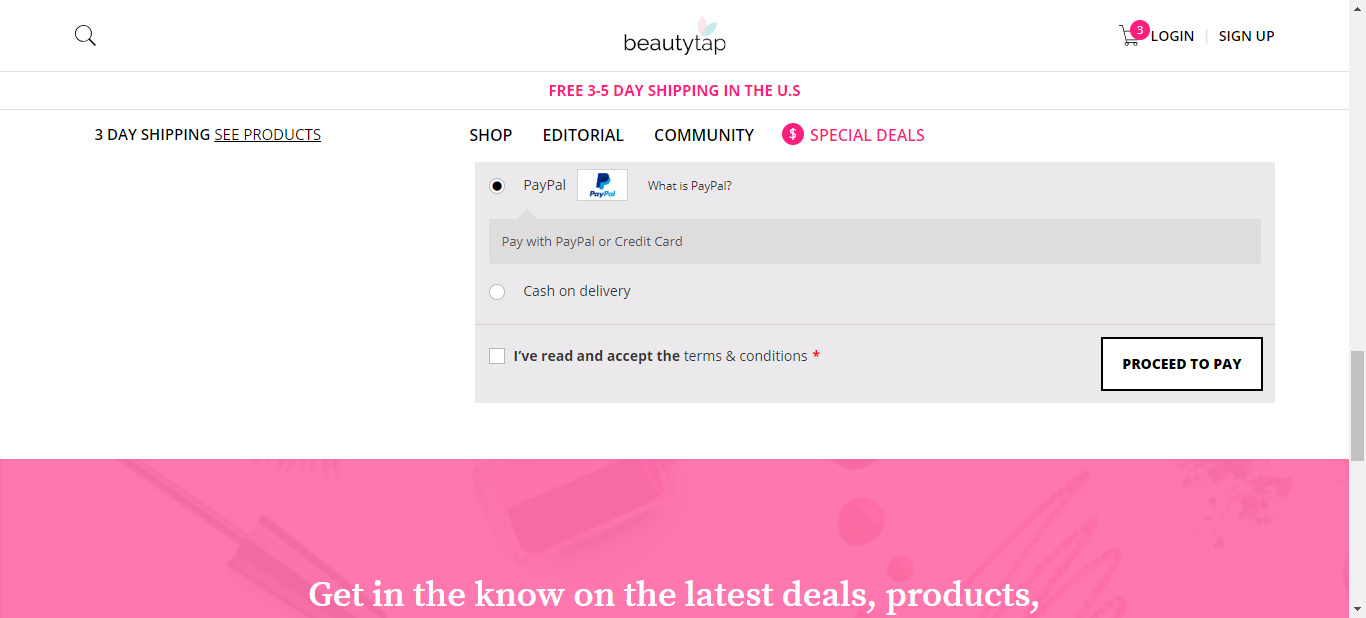 beautytap
3
LOGIN
SIGN UP
FREE 3-5 DAY SHIPPING IN THE U.S
3 DAY SHIPPING SEE PRODUCTS
SHOP
EDITORIAL
COMMUNITY
$ SPECIAL DEALS
PayPal
PayPal
What is PayPal?
Pay with PayPal or Credit Card
Cash on delivery
I’ve read and accept the terms & conditions *
PROCEED TO PAY
Get in the know on the latest deals, products,